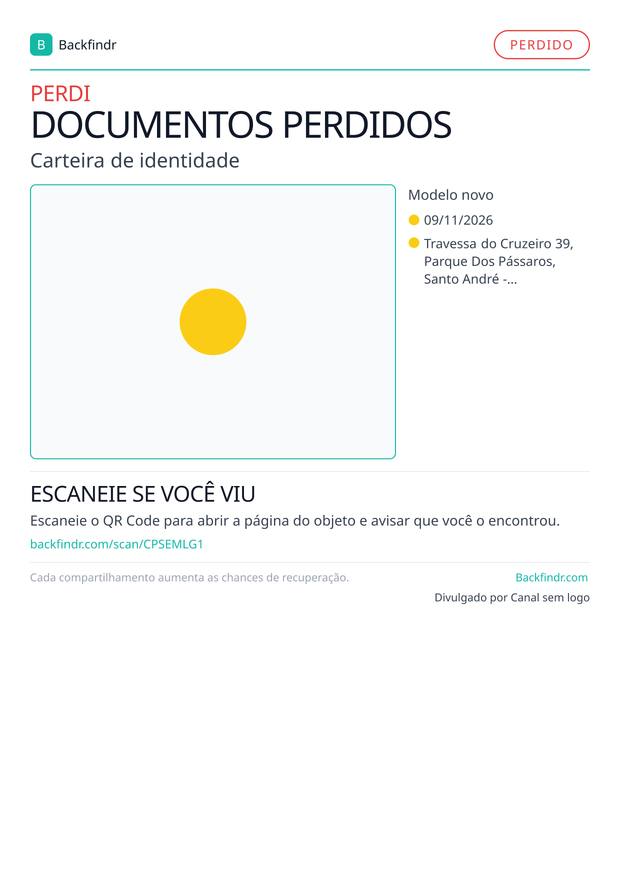 B Backfindr
PERDIDO
PERDI
DOCUMENTOS PERDIDOS
Carteira de identidade
Modelo novo
09/11/2026
Travessa do Cruzeiro 39,
Parque Dos Pássaros,
Santo André -...
ESCANEIE SE VOCÊ VIU
Escaneie o QR Code para abrir a página do objeto e avisar que você o encontrou.
backfindr.com/scan/CPSEMLG1
Cada compartilhamento aumenta as chances de recuperação.
Backfindr.com
Divulgado por Canal sem logo